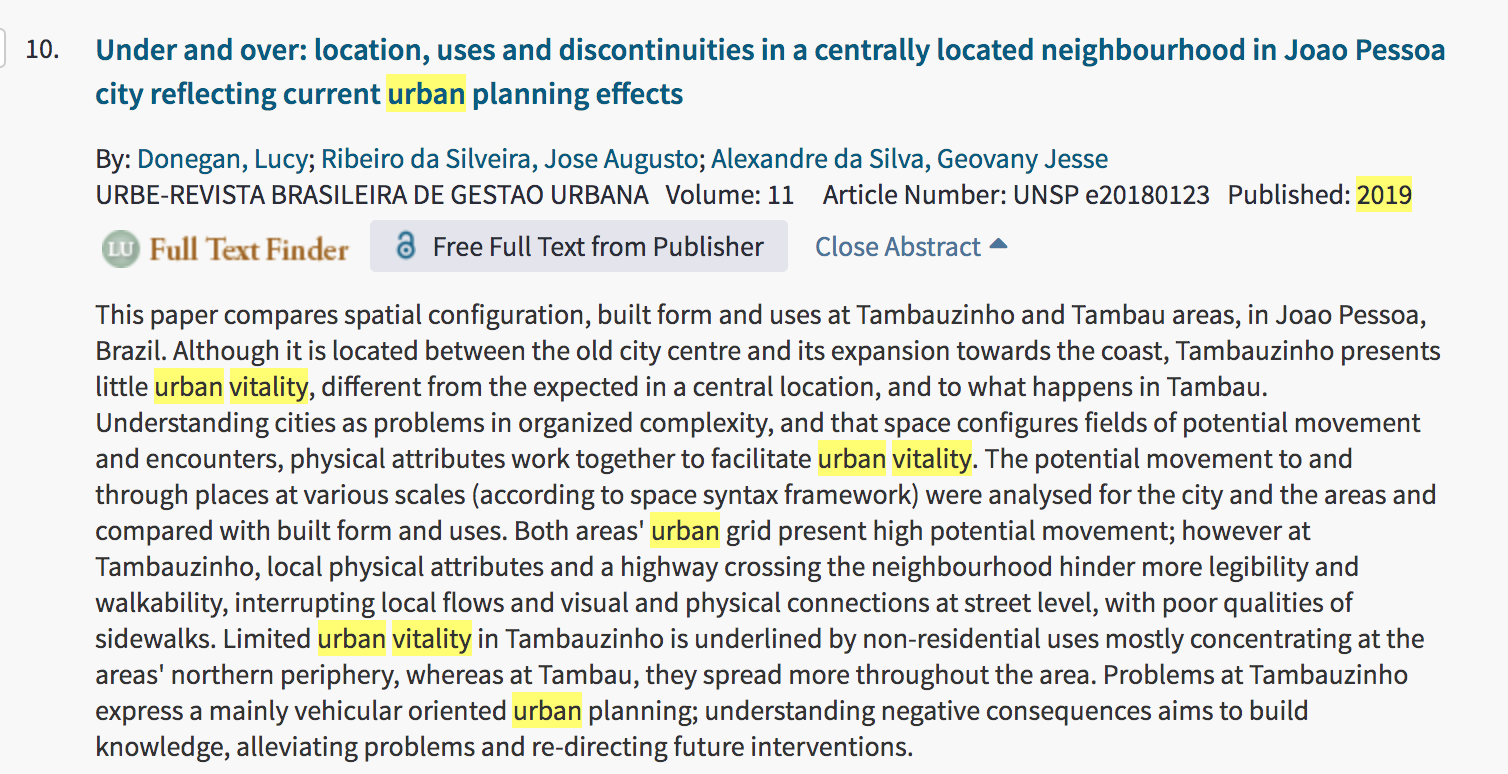 10. Under and over: location, uses and discontinuities in a centrally located neighbourhood in Joao Pessoa
city reflecting current urban planning effects
By: Donegan, Lucy; Ribeiro da Silveira, Jose Augusto; Alexandre da Silva, Geovany Jesse
URBE-REVISTA BRASILEIRA DE GESTAO URBANA Volume: 11 Article Number: UNSP e20180123 Published: 2019
LU Full Text Finder Free Full Text from Publisher Close Abstract
This paper compares spatial configuration, built form and uses at Tambauzinho and Tambau areas, in Joao Pessoa,
Brazil. Although it is located between the old city centre and its expansion towards the coast, Tambauzinho presents
little urban vitality, different from the expected in a central location, and to what happens in Tambau.
Understanding cities as problems in organized complexity, and that space configures fields of potential movement
and encounters, physical attributes work together to facilitate urban vitality. The potential movement to and
through places at various scales (according to space syntax framework) were analysed for the city and the areas and
compared with built form and uses. Both areas' urban grid present high potential movement; however at
Tambauzinho, local physical attributes and a highway crossing the neighbourhood hinder more legibility and
walkability, interrupting local flows and visual and physical connections at street level, with poor qualities of
sidewalks. Limited urban vitality in Tambauzinho is underlined by non-residential uses mostly concentrating at the
areas' northern periphery, whereas at Tambau, they spread more throughout the area. Problems at Tambauzinho
express a mainly vehicular oriented urban planning; understanding negative consequences aims to build
knowledge, alleviating problems and re-directing future interventions.